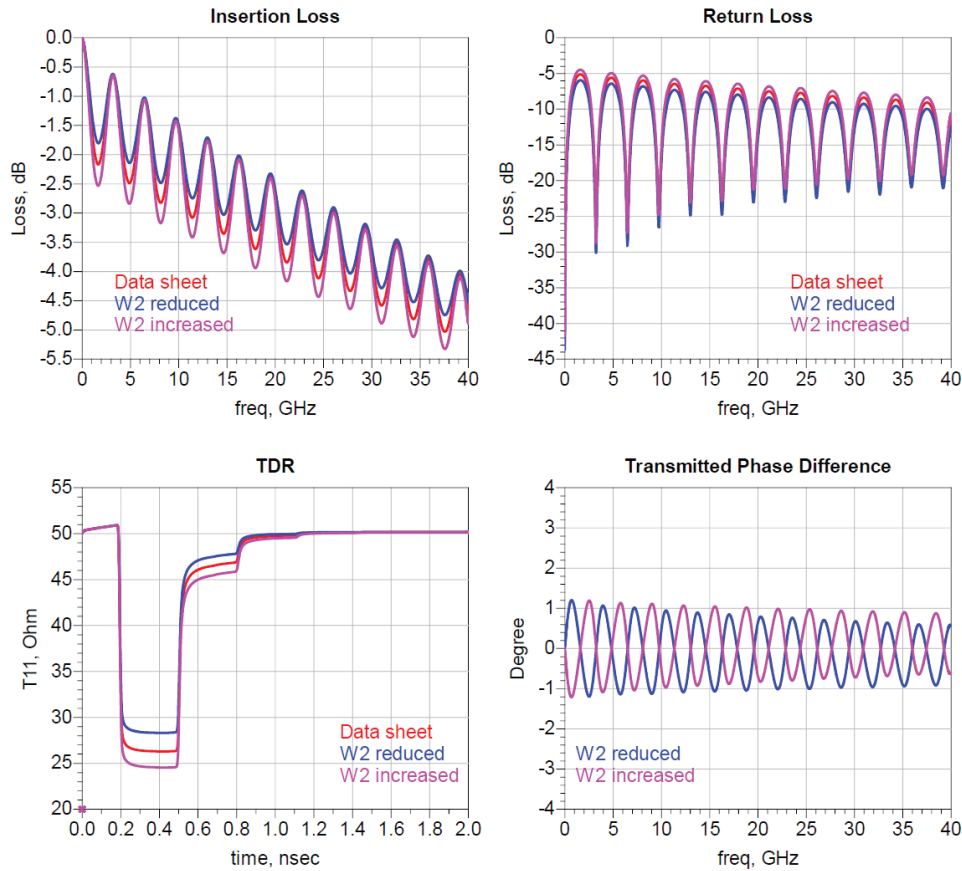 Insertion Loss
0.0
-0.5
-1.0
-1.5
-2.0
-2.5
-3.0
-3.5
-4.0
-4.5
-5.0
-5.5
Loss, dB
Data sheet
W2 reduced
W2 increased
0 5 10 15 20 25 30 35 40
freq, GHz
Return Loss
0
-5
-10
-15
-20
-25
-30
-35
-40
-45
Loss, dB
Data sheet
W2 reduced
W2 increased
0 5 10 15 20 25 30 35 40
freq, GHz
TDR
55
50
45
40
35
30
25
20
T11, Ohm
Data sheet
W2 reduced
W2 increased
0.0 0.2 0.4 0.6 0.8 1.0 1.2 1.4 1.6 1.8 2.0
time, nsec
Transmitted Phase Difference
4
3
2
1
0
-1
-2
-3
-4
Degree
W2 reduced
W2 increased
0 5 10 15 20 25 30 35 40
freq, GHz